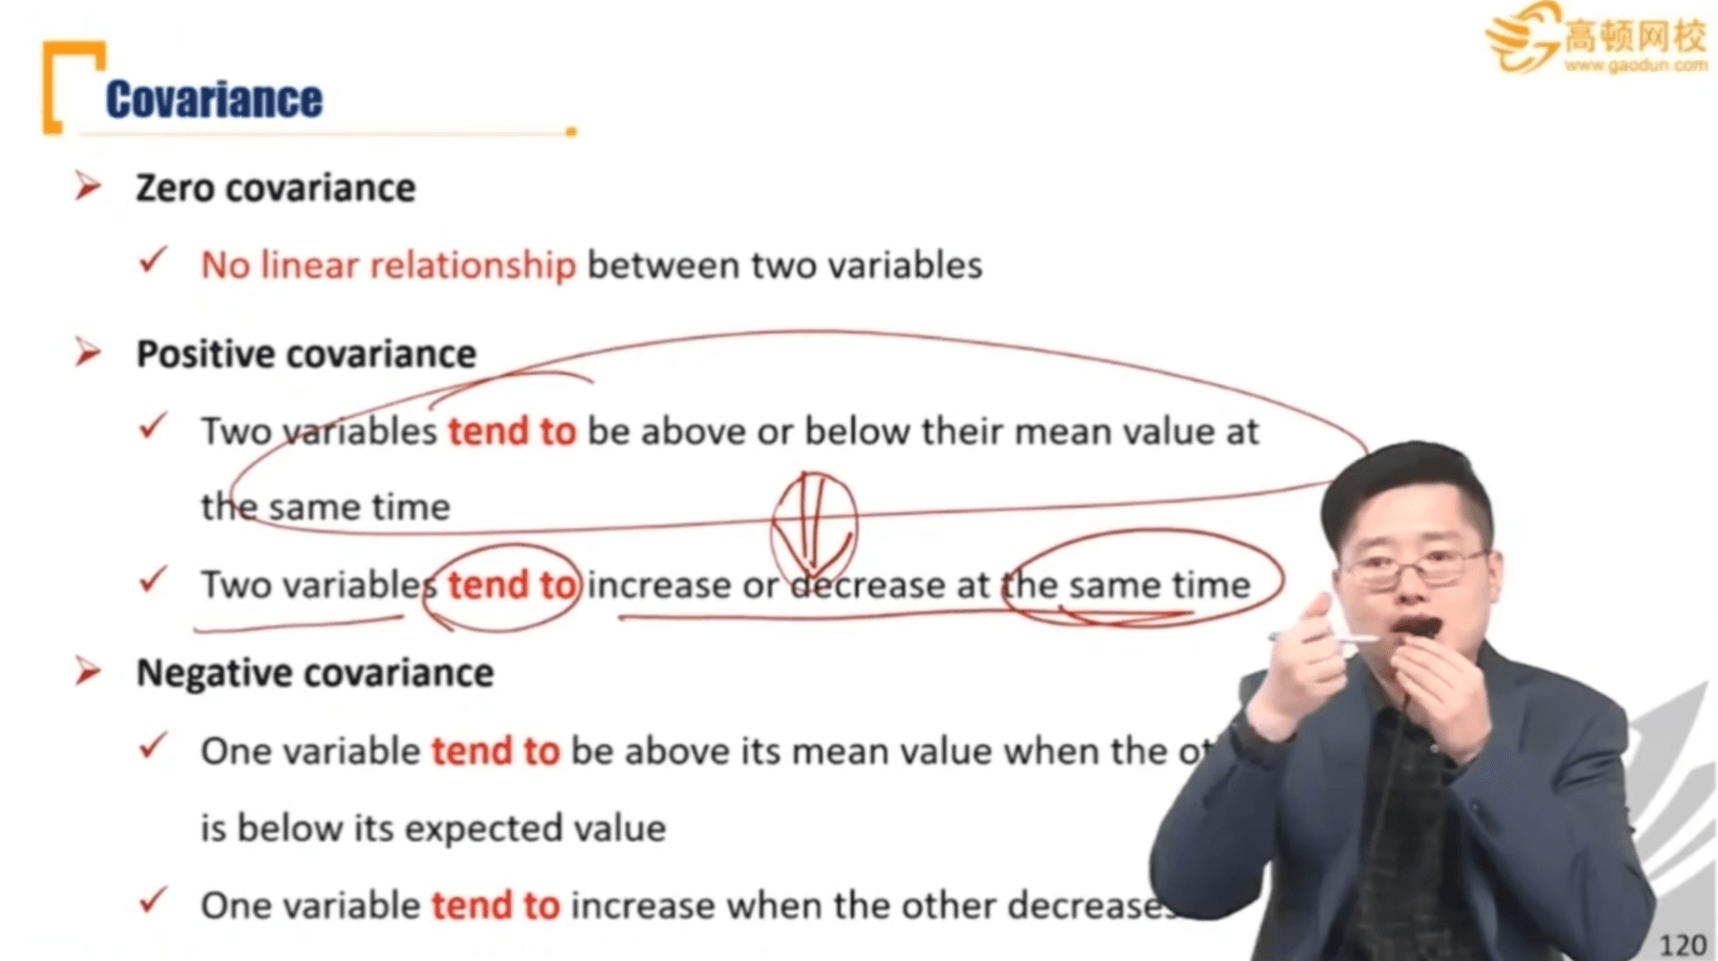 高顿网校
www.gaodun.com
Covariance
Zero covariance
No linear relationship between two variables
Positive covariance
Two variables tend to be above or below their mean value at
the same time
Two variables tend to increase or decrease at the same time
Negative covariance
One variable tend to be above its mean value when the
is below its expected value
One variable tend to increase when the other decreases
120